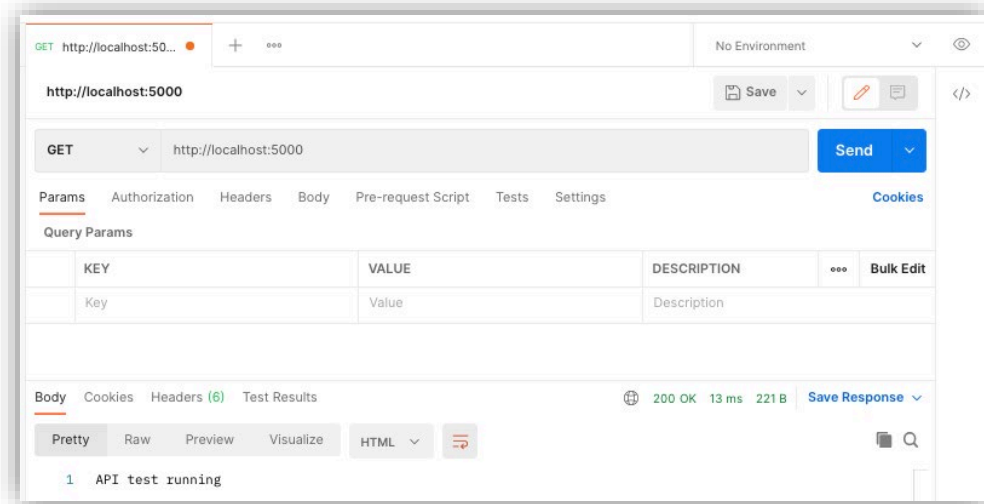 GET http://localhost:50... + ooo No Environment
http://localhost:5000 Save </>
GET http://localhost:5000 Send
Params Authorization Headers Body Pre-request Script Tests Settings Cookies
Query Params
KEY VALUE DESCRIPTION ooo Bulk Edit
Key Value Description
Body Cookies Headers (6) Test Results 200 OK 13 ms 221 B Save Response
Pretty Raw Preview Visualize HTML
1 API test running